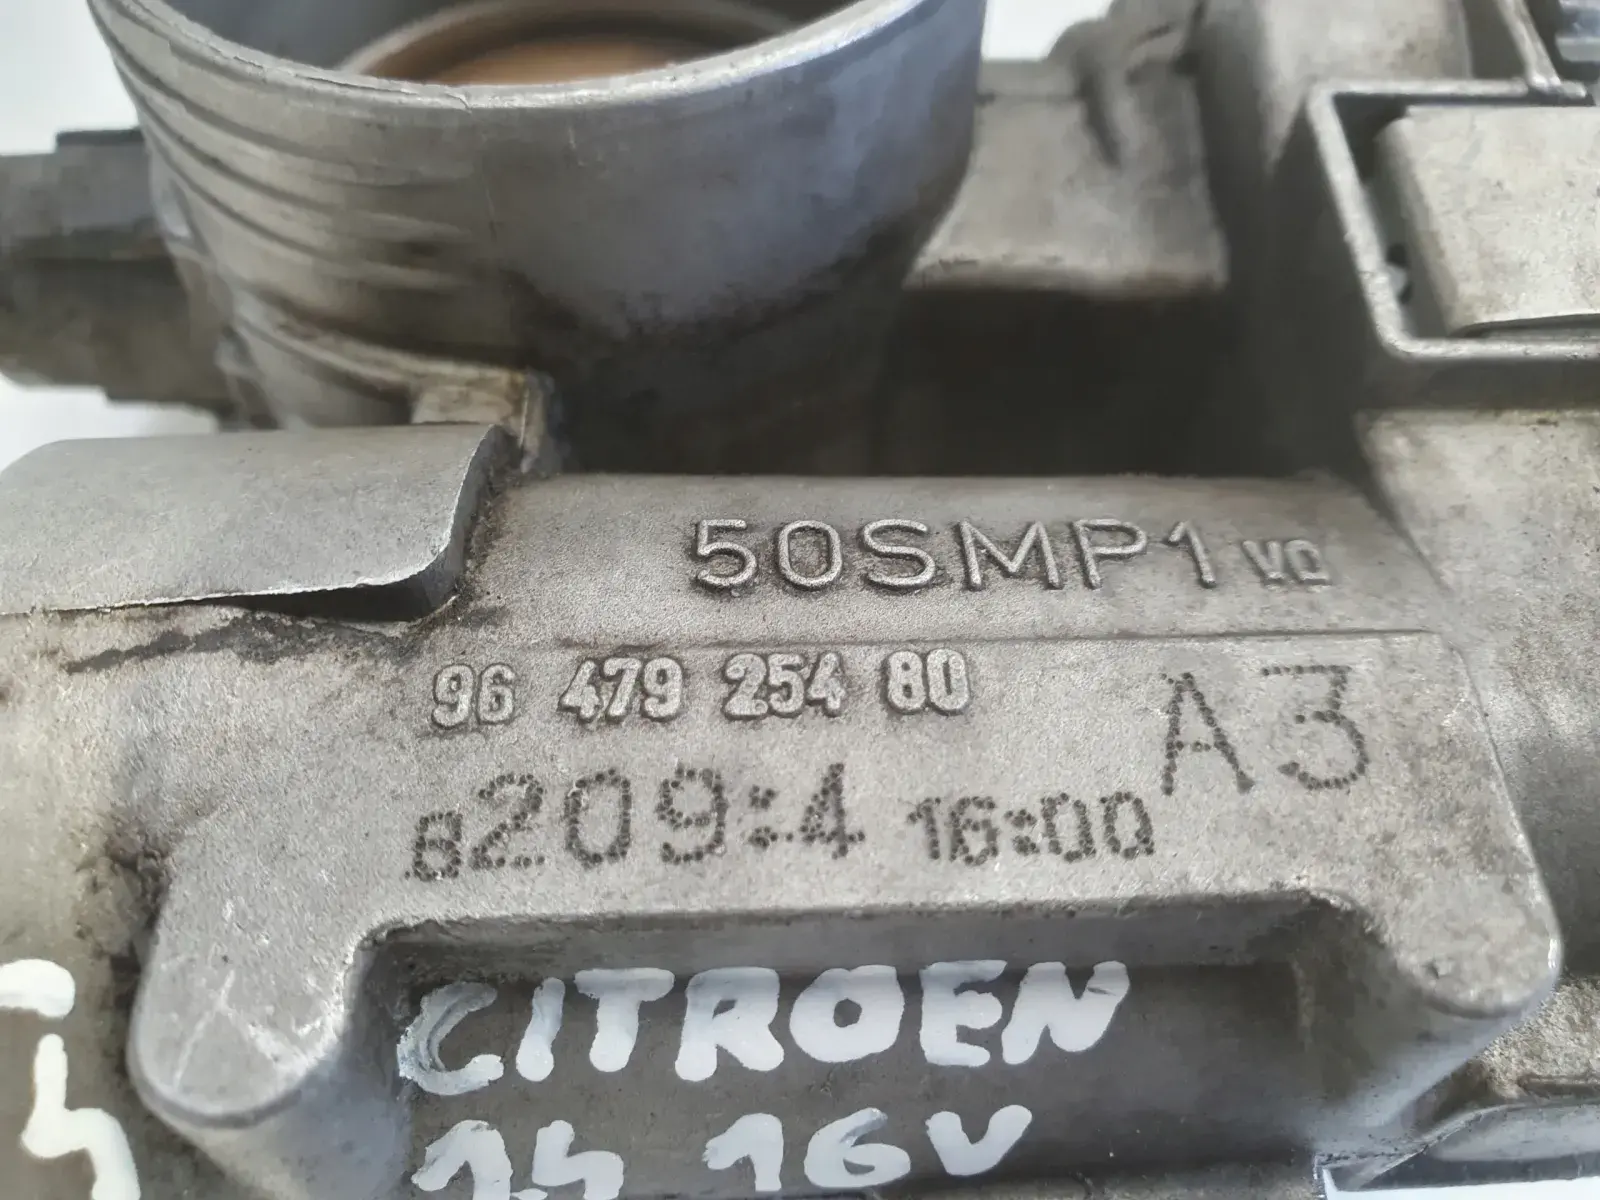 50SMP1 VD
96 479 254 80
A3
8209:4 16:00
CITROEN
1.4 16V